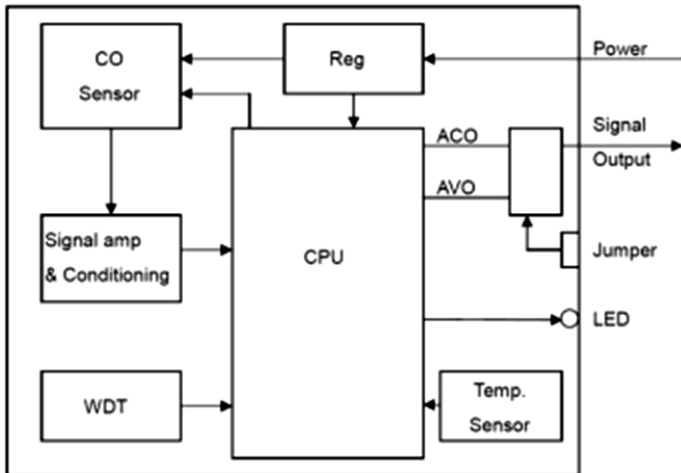 CO
Sensor
Reg
Power
ACO
Signal
Output
AVO
Signal amp
& Conditioning
CPU
Jumper
LED
WDT
Temp.
Sensor